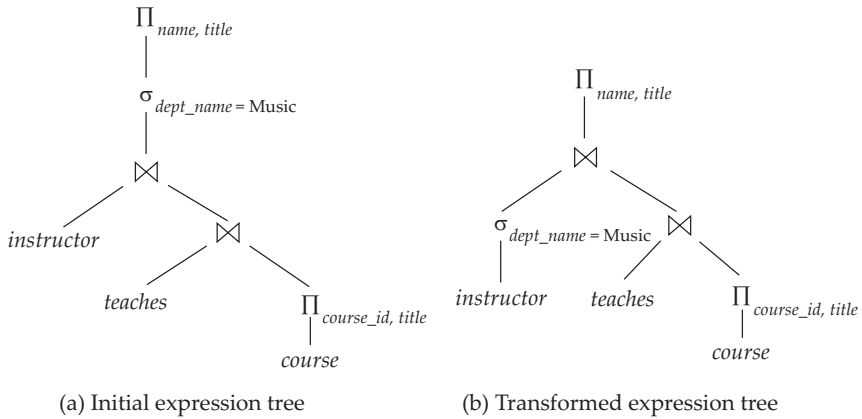 Π name, title
σ dept_name = Music
⋈
instructor
⋈
teaches
Π course_id, title
course
(a) Initial expression tree
Π name, title
⋈
σ dept_name = Music
⋈
instructor
teaches
Π course_id, title
course
(b) Transformed expression tree